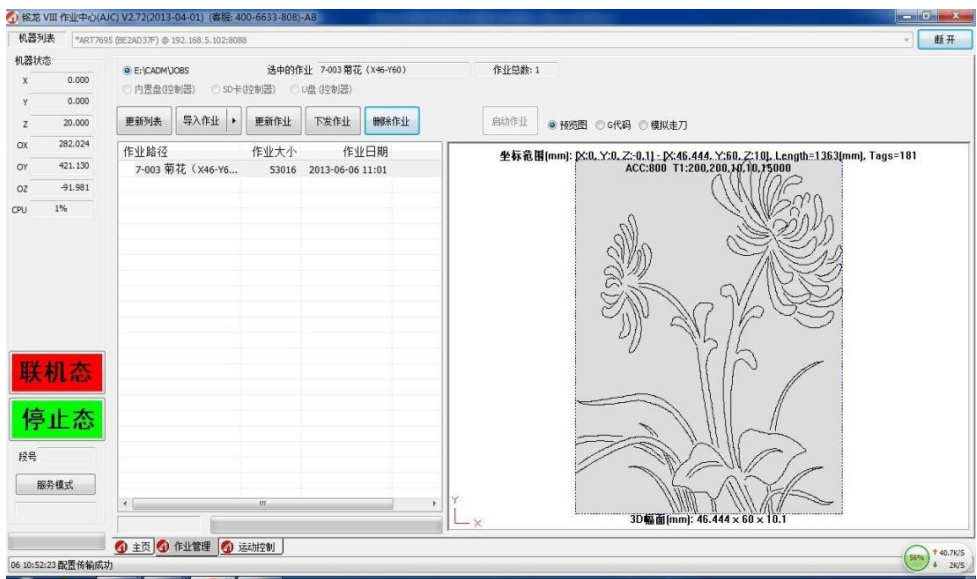 铭龙 VIII 作业中心(AJC) V2.72(2013-04-01) (客服: 400-6633-808)-AB
机器列表 *ART7695 (BE2AD37F) @ 192.168.5.102:8088 断开
机器状态
X 0.000
Y 0.000
Z 20.000
OX 282.024
OY 421.130
OZ -91.981
CPU 1%
E:\CADM\JOBS 选中的作业 7-003 菊花 (X46-Y60) 作业总数: 1
内置盘(控制器) SD卡(控制器) U盘(控制器)
更新列表 导入作业 更新作业 下发作业 删除作业 启动作业 预览图 G代码 模拟走刀
作业路径 作业大小 作业日期
7-003 菊花 (X46-Y6... 53016 2013-06-06 11:01
坐标范围[mm]: [X:0, Y:0, Z:-0.1] - [X:46.444, Y:60, Z:10], Length=1363[mm], Tags=181
ACC:800 T1:200,200,10,10,15000
联机态
停止态
段号
服务模式
Y
X
3D幅面[mm]: 46.444 x 60 x 10.1
主页 作业管理 运动控制
06 10:52:23 配置传输成功
56% 40.7K/S
2K/S